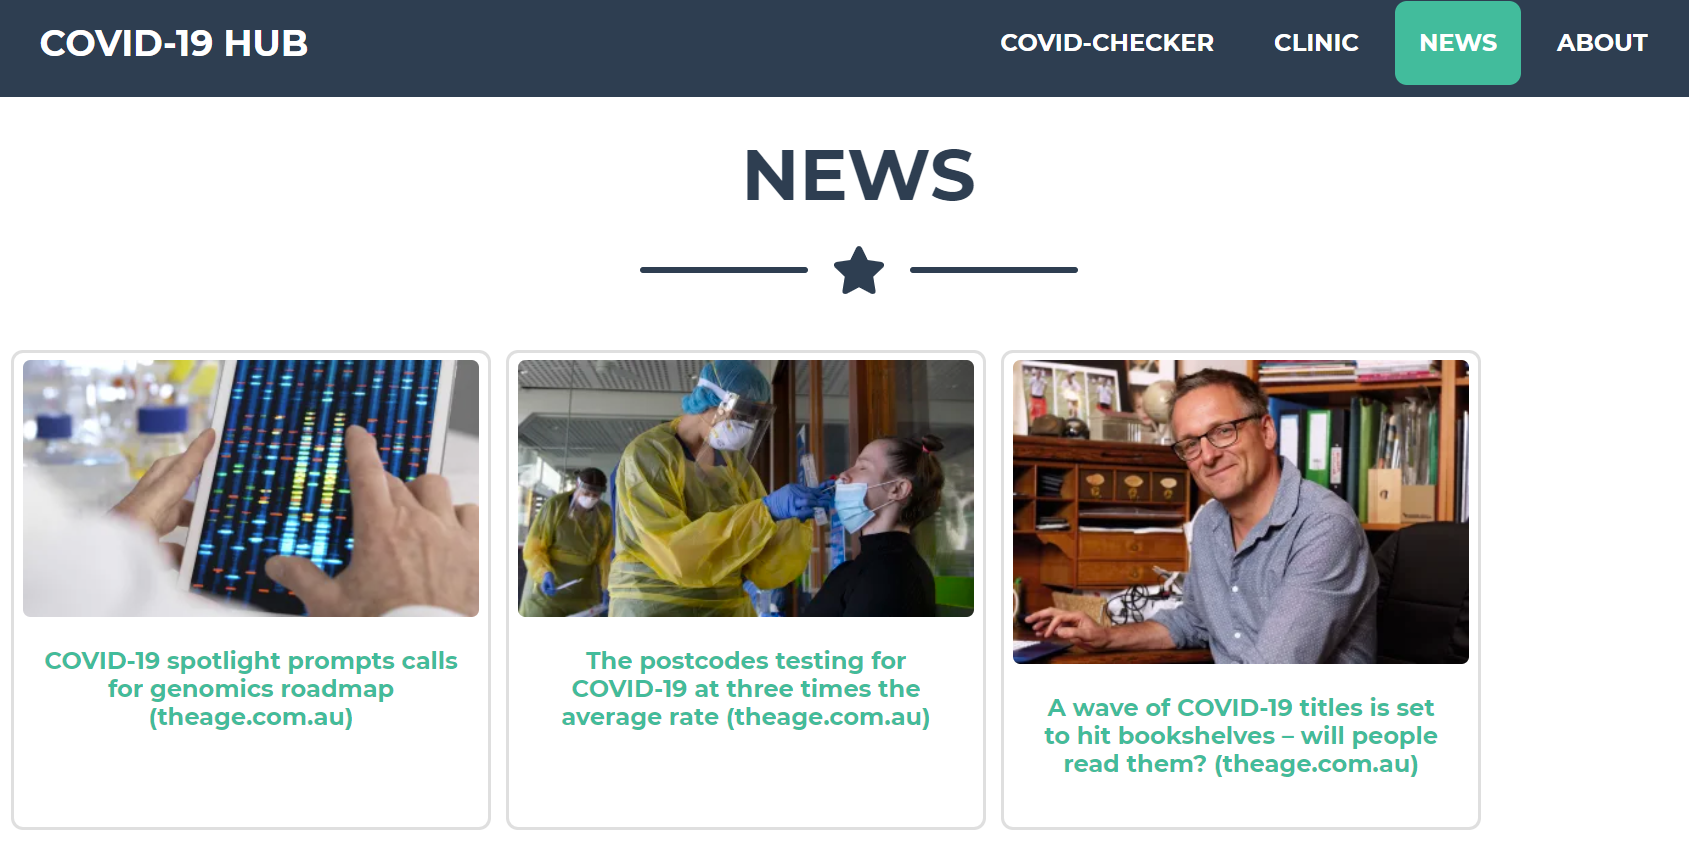 COVID-19 HUB
COVID-CHECKER
CLINIC
NEWS
ABOUT
NEWS
COVID-19 spotlight prompts calls
for genomics roadmap
(theage.com.au)
The postcodes testing for
COVID-19 at three times the
average rate (theage.com.au)
A wave of COVID-19 titles is set
to hit bookshelves – will people
read them? (theage.com.au)